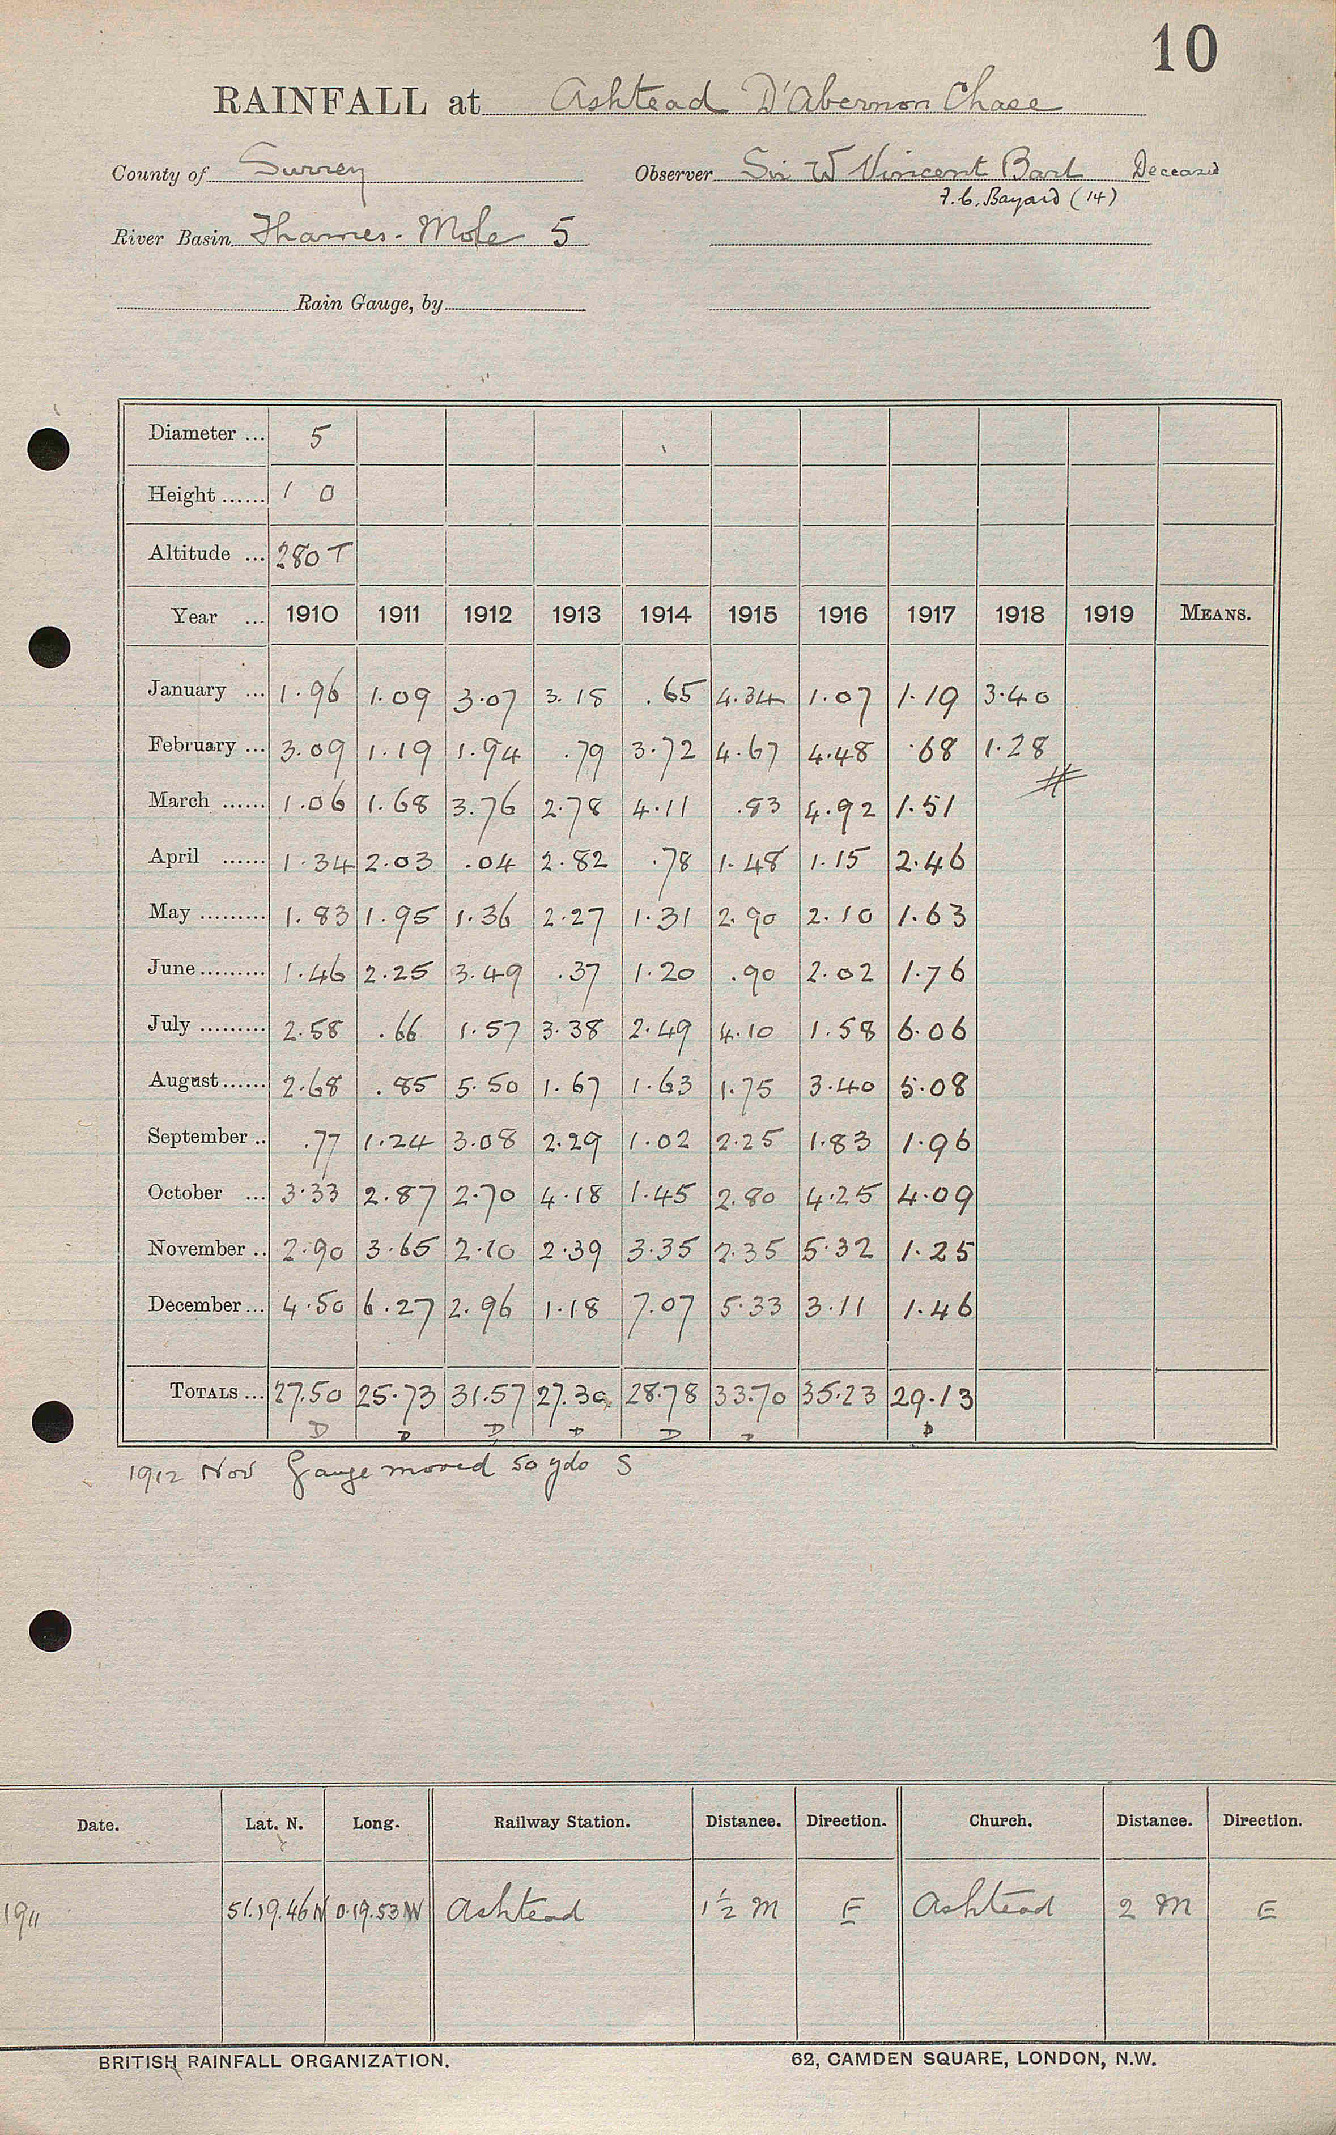 10
RAINFALL at Ashtead D'Abernon Chase
County of Surrey Observer Sir W Vincent Bart Deceased
F.C. Bayard (14)
River Basin Thames - Mole 5
Rain Gauge, by
Diameter ... 5
Height ...... 1 0
Altitude ... 280 T
Year ... 1910 1911 1912 1913 1914 1915 1916 1917 1918 1919 MEANS.
January ... 1.96 1.09 3.07 3.18 .65 4.34 1.07 1.19 3.40
February ... 3.09 1.19 1.94 .79 3.72 4.67 4.48 .68 1.28
March ...... 1.06 1.68 3.76 2.78 4.11 .83 4.92 1.51
April ...... 1.34 2.03 .04 2.82 .78 1.48 1.15 2.46
May ......... 1.83 1.95 1.36 2.27 1.31 2.90 2.10 1.63
June ......... 1.46 2.25 3.49 .37 1.20 .90 2.02 1.76
July ......... 2.58 .66 1.57 3.38 2.49 4.10 1.58 6.06
August ...... 2.68 .85 5.50 1.67 1.63 1.75 3.40 5.08
September .. .77 1.24 3.08 2.29 1.02 2.25 1.83 1.96
October ... 3.33 2.87 2.70 4.18 1.45 2.80 4.25 4.09
November .. 2.90 3.65 2.10 2.39 3.35 2.35 5.32 1.25
December ... 4.50 6.27 2.96 1.18 7.07 5.33 3.11 1.46
TOTALS ... 27.50 25.73 31.57 27.30 28.78 33.70 35.23 29.13
D D D D D D D
1912 Nov Gauge moved 50 yds S
Date. Lat. N. Long. Railway Station. Distance. Direction. Church. Distance. Direction.
1911 51.19.46 N 0.19.53 W Ashtead 1½ M E Ashtead 2 M E
BRITISH RAINFALL ORGANIZATION. 62, CAMDEN SQUARE, LONDON, N.W.